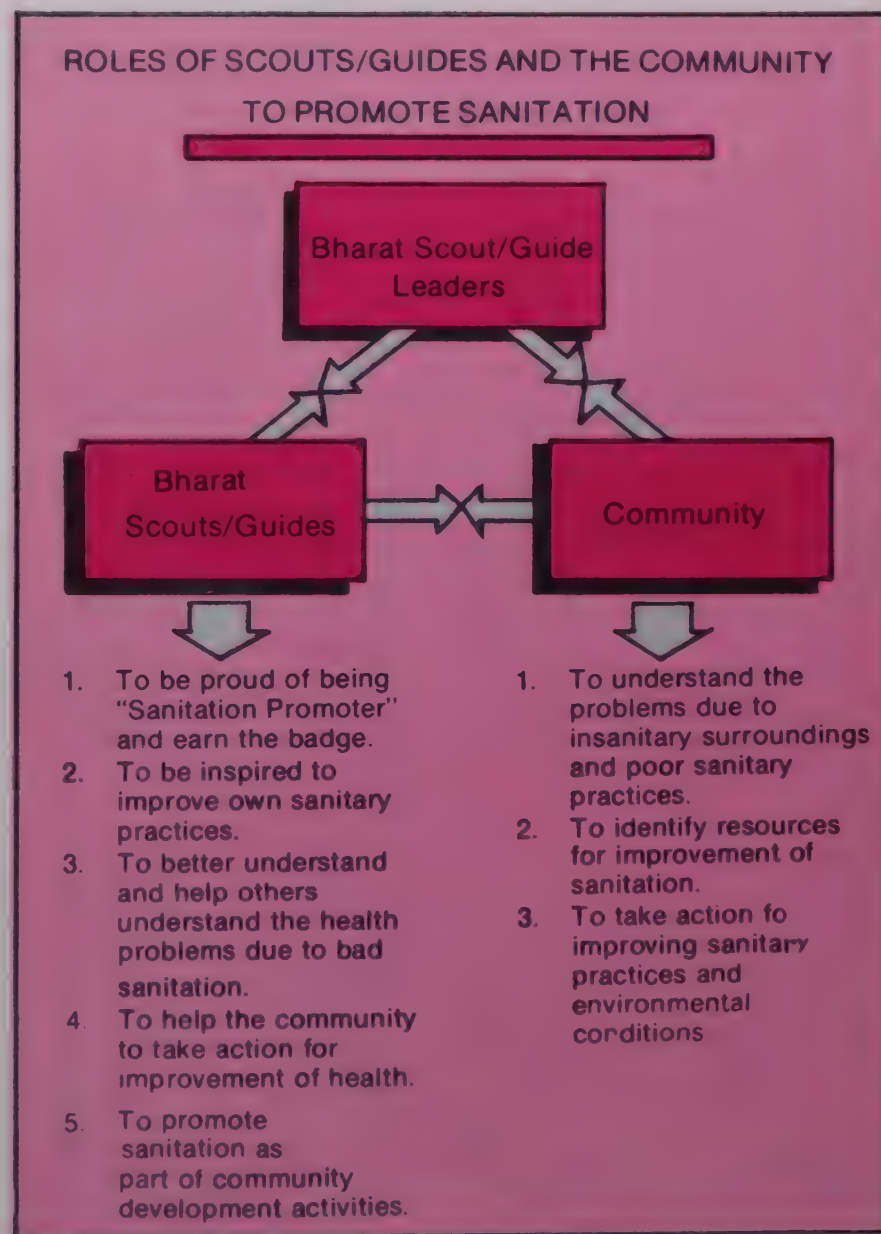 ROLES OF SCOUTS/GUIDES AND THE COMMUNITY
TO PROMOTE SANITATION
Bharat Scout/Guide
Leaders
Bharat
Scouts/Guides
Community
1. To be proud of being
"Sanitation Promoter"
and earn the badge.
2. To be inspired to
improve own sanitary
practices.
3. To better understand
and help others
understand the health
problems due to bad
sanitation.
4. To help the community
to take action for
improvement of health.
5. To promote
sanitation as
part of community
development activities.
1. To understand the
problems due to
insanitary surroundings
and poor sanitary
practices.
2. To identify resources
for improvement of
sanitation.
3. To take action fo
improving sanitary
practices and
environmental
conditions